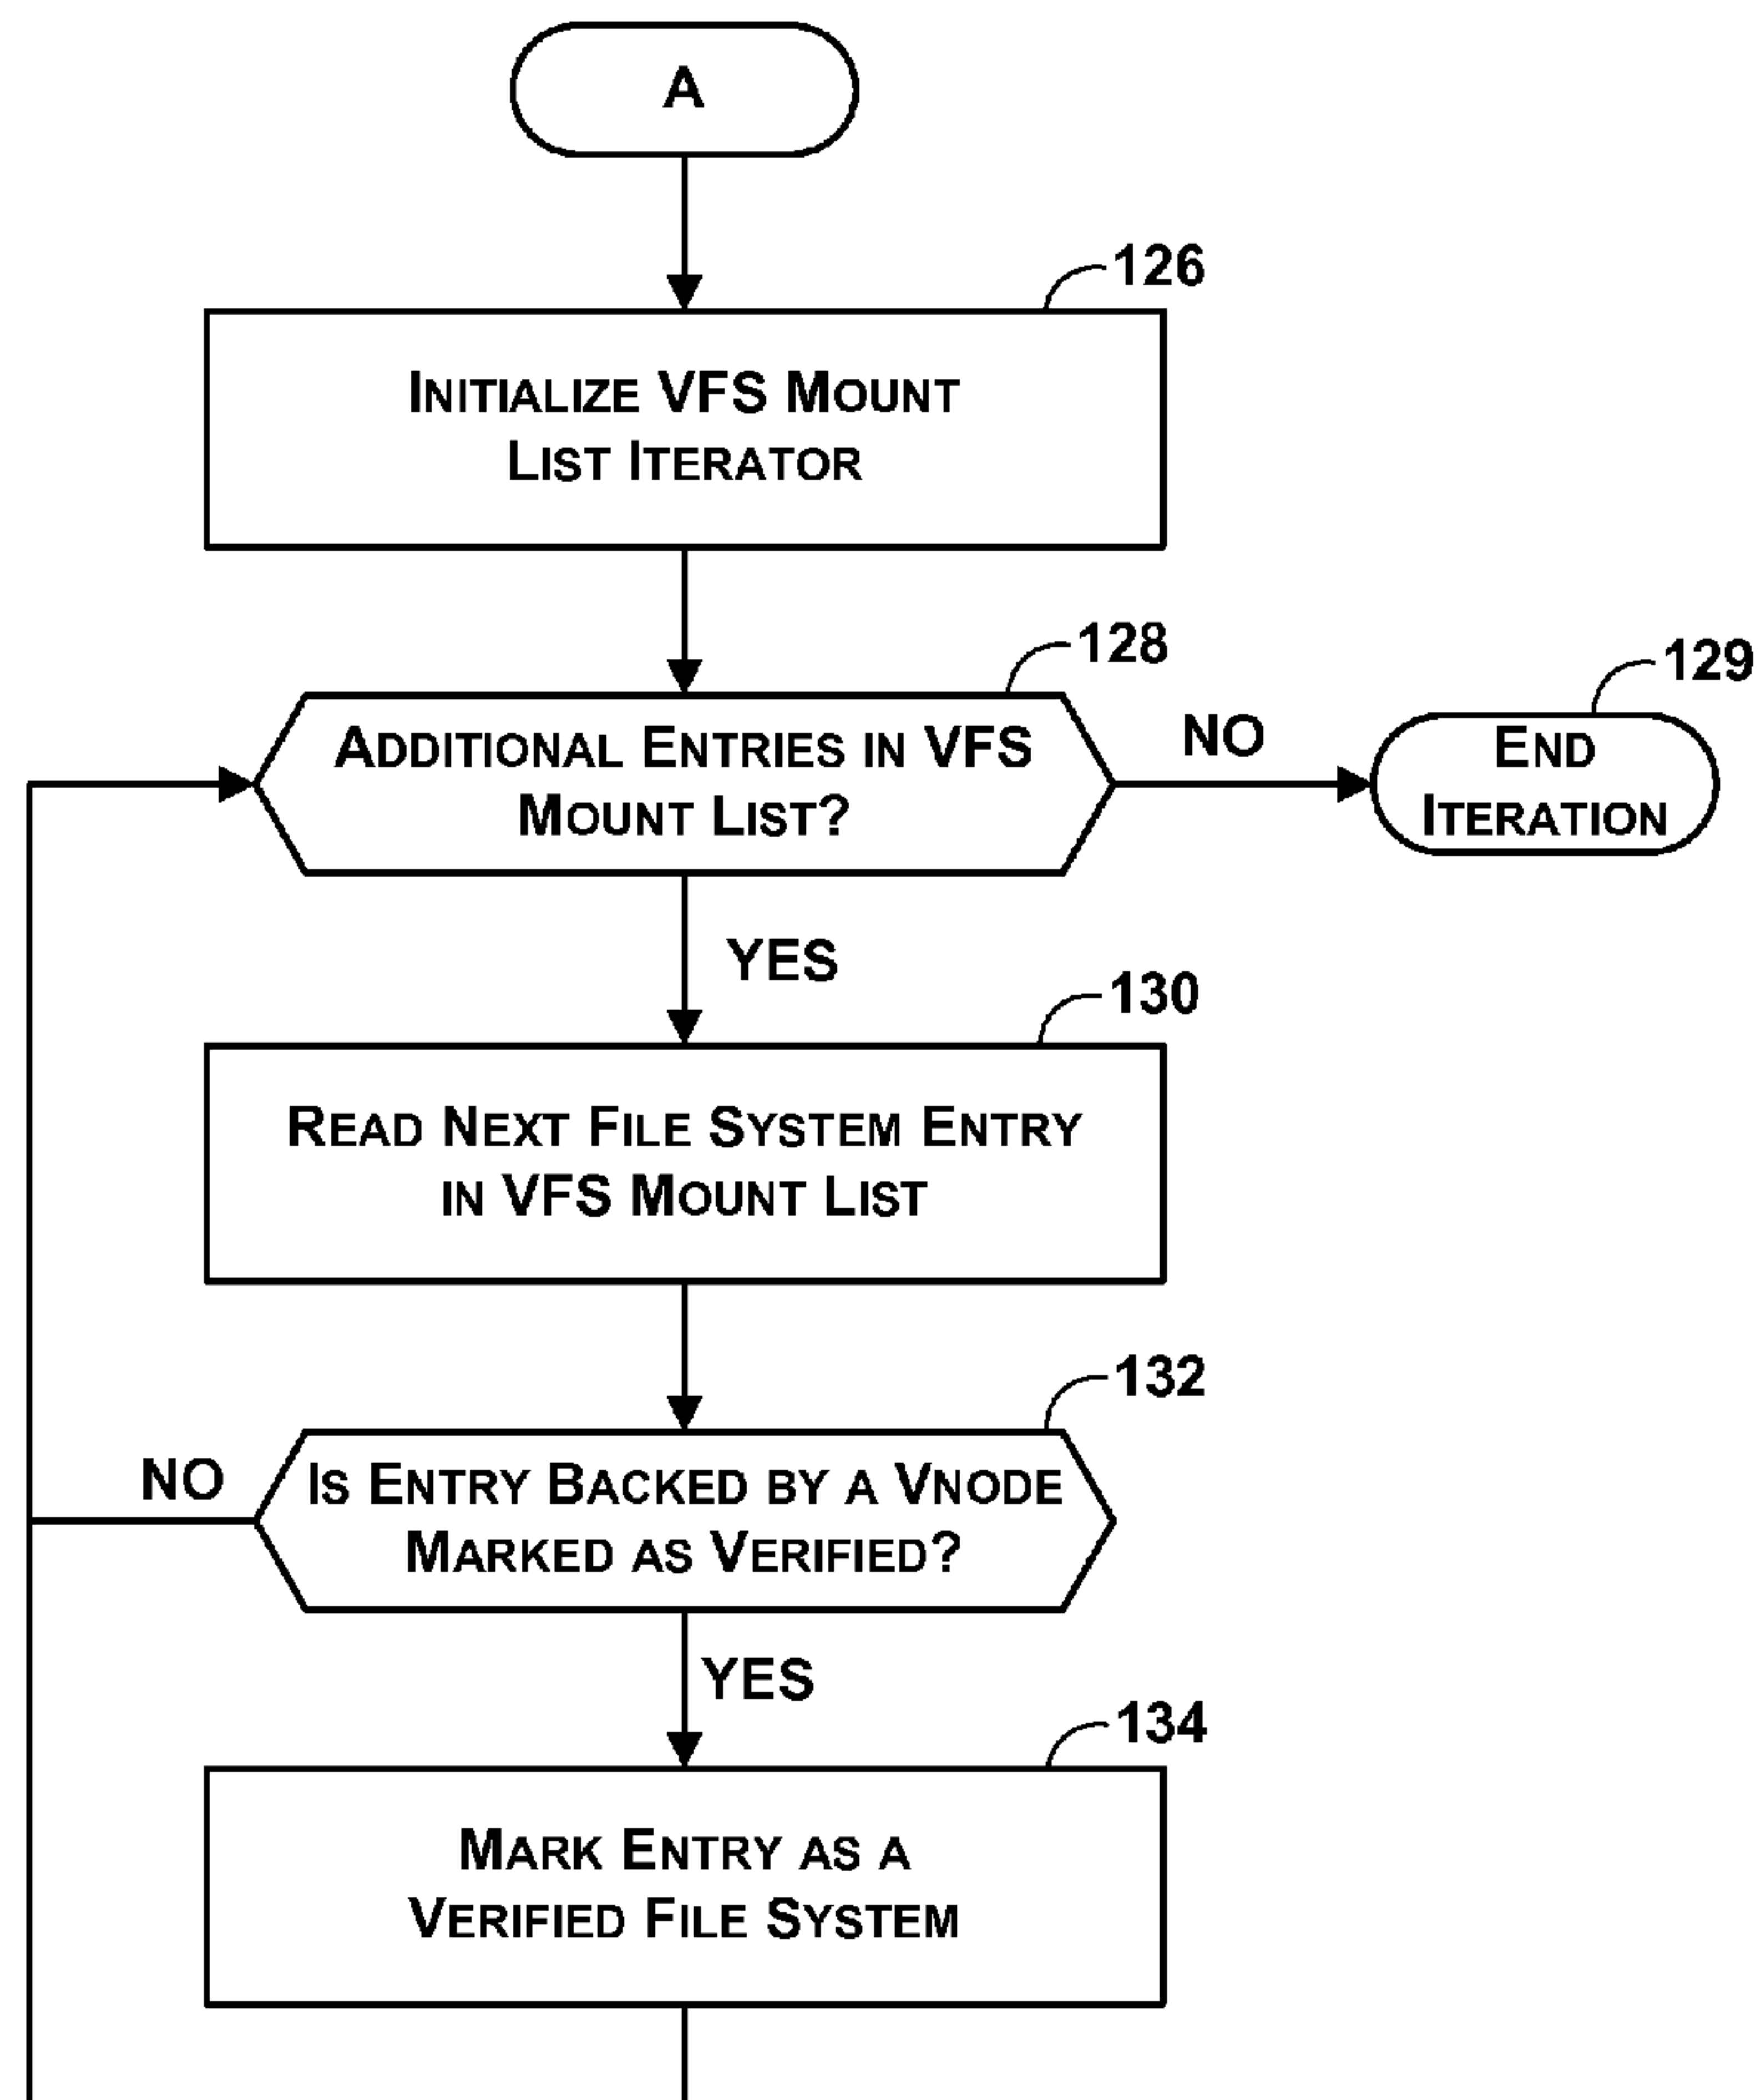 A
126
INITIALIZE VFS MOUNT
LIST ITERATOR
128
129
ADDITIONAL ENTRIES IN VFS
MOUNT LIST?
NO
END
ITERATION
YES
130
READ NEXT FILE SYSTEM ENTRY
IN VFS MOUNT LIST
132
NO
IS ENTRY BACKED BY A VNODE
MARKED AS VERIFIED?
YES
134
MARK ENTRY AS A
VERIFIED FILE SYSTEM